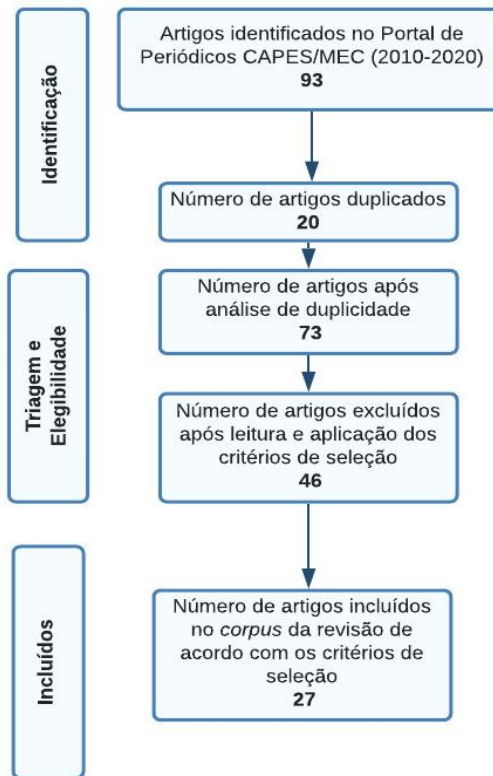 Identificação
Artigos identificados no Portal de
Periódicos CAPES/MEC (2010-2020)
93
Número de artigos duplicados
20
Triagem e
Elegibilidade
Número de artigos após
análise de duplicidade
73
Número de artigos excluídos
após leitura e aplicação dos
critérios de seleção
46
Incluídos
Número de artigos incluídos
no corpus da revisão de
acordo com os critérios de
seleção
27